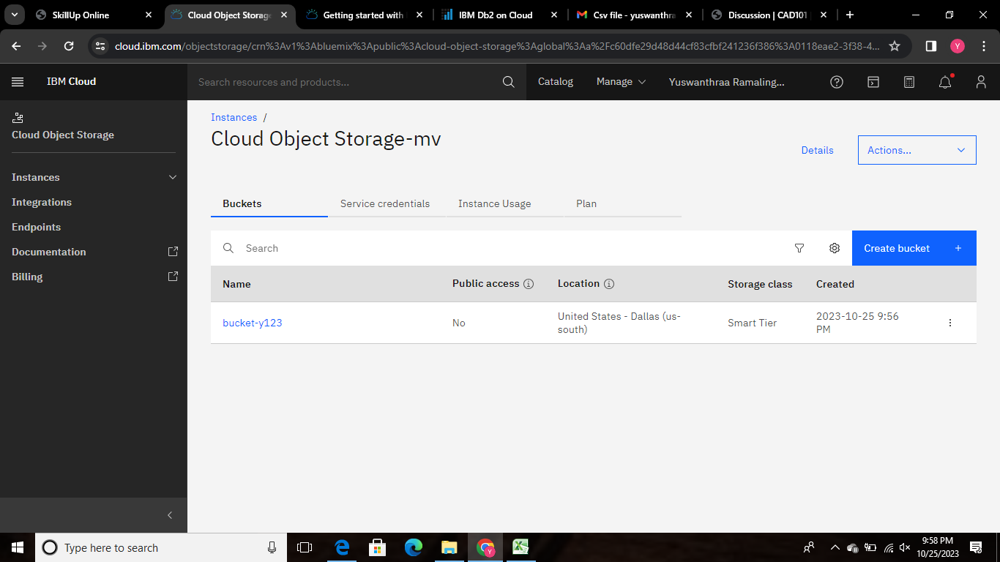 SkillUp Online
Cloud Object Storage
Getting started with
IBM Db2 on Cloud
Csv file - yuswanthra
Discussion | CAD101
cloud.ibm.com/objectstorage/crn%3Av1%3Abluemix%3Apublic%3Acloud-object-storage%3Aglobal%3Aa%2Fc60dfe29d48d44cf83cfbf241236f386%3A0118eae2-3f38-4...
Y
IBM Cloud
Search resources and products...
Catalog
Manage
Yuswanthraa Ramaling...
Cloud Object Storage
Instances
Integrations
Endpoints
Documentation
Billing
Instances /
Cloud Object Storage-mv
Details
Actions...
Buckets
Service credentials
Instance Usage
Plan
Search
Create bucket +
Name
Public access
Location
Storage class
Created
bucket-y123
No
United States - Dallas (us-
south)
Smart Tier
2023-10-25 9:56
PM
Type here to search
Y
9:58 PM
10/25/2023